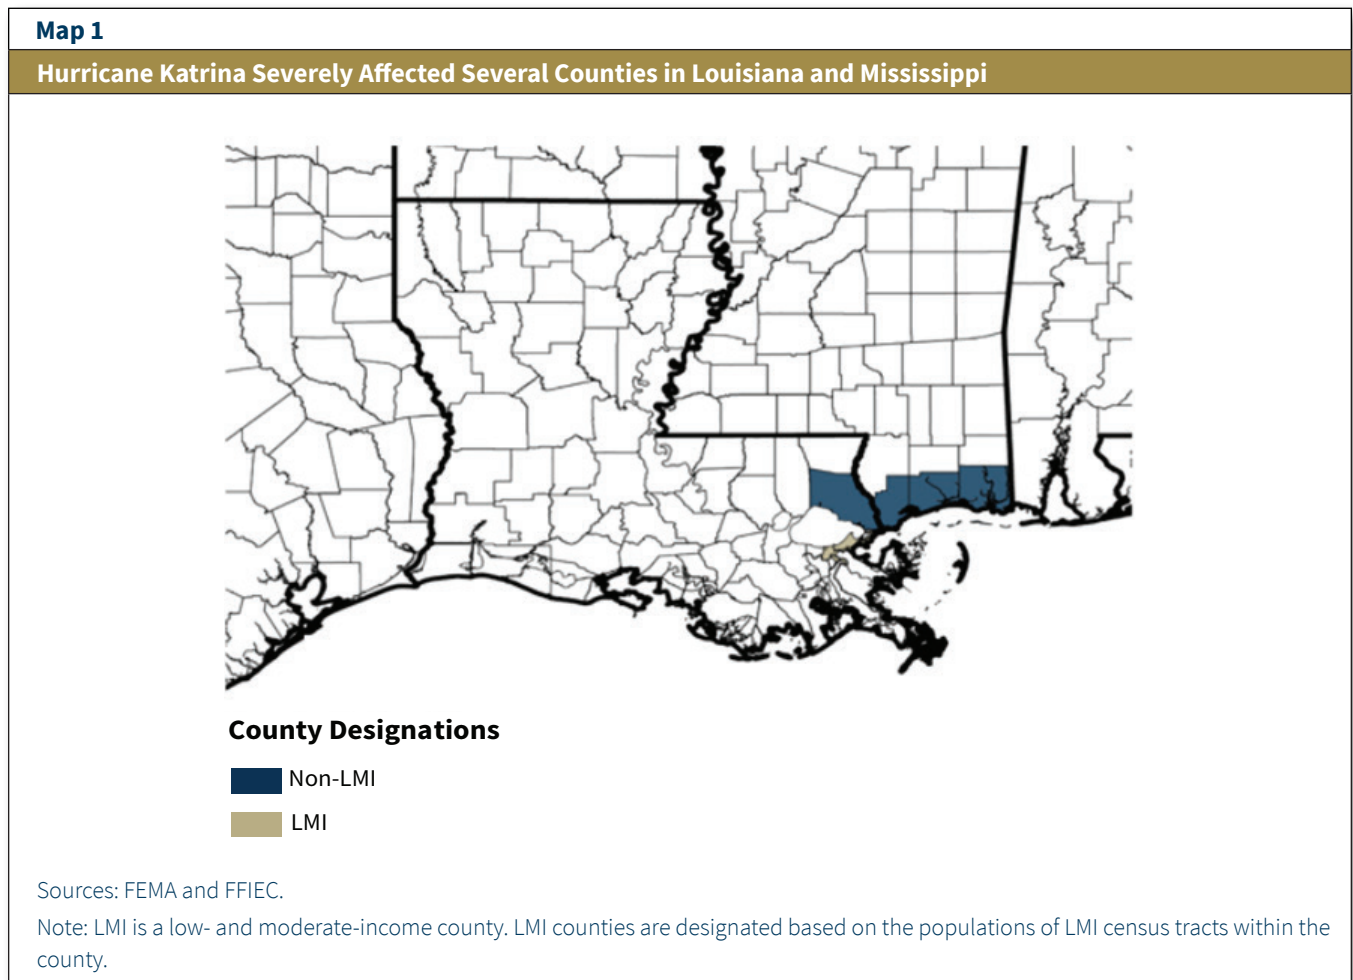 Map 1
Hurricane Katrina Severely Affected Several Counties in Louisiana and Mississippi
County Designations
Non-LMI
LMI
Sources: FEMA and FFIEC.
Note: LMI is a low- and moderate-income county. LMI counties are designated based on the populations of LMI census tracts within the
county.